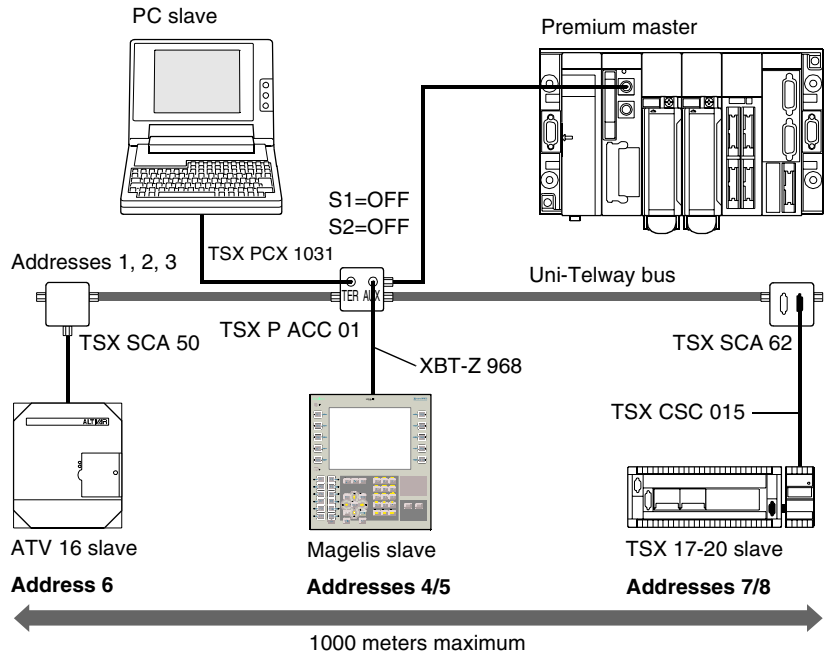 PC slave
Premium master
S1=OFF
S2=OFF
TSX PCX 1031
Addresses 1, 2, 3
Uni-Telway bus
TER AUX
TSX SCA 50
TSX P ACC 01
TSX SCA 62
XBT-Z 968
TSX CSC 015
ALTIVAR
ATV 16 slave
Magelis slave
TSX 17-20 slave
Address 6
Addresses 4/5
Addresses 7/8
1000 meters maximum